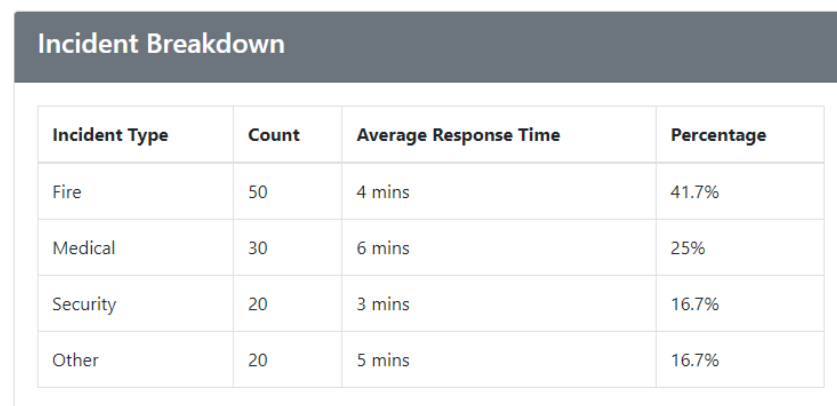 Incident Breakdown
Incident Type Count Average Response Time Percentage
Fire 50 4 mins 41.7%
Medical 30 6 mins 25%
Security 20 3 mins 16.7%
Other 20 5 mins 16.7%